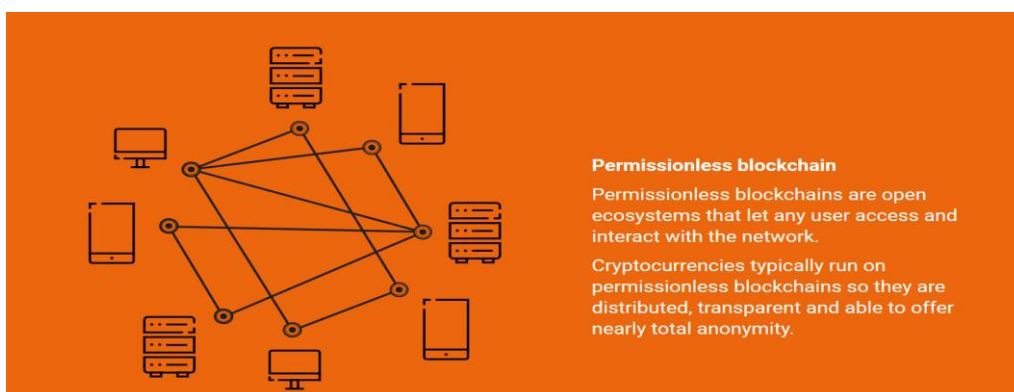 Permissionless blockchain
Permissionless blockchains are open
ecosystems that let any user access and
interact with the network.
Cryptocurrencies typically run on
permissionless blockchains so they are
distributed, transparent and able to offer
nearly total anonymity.